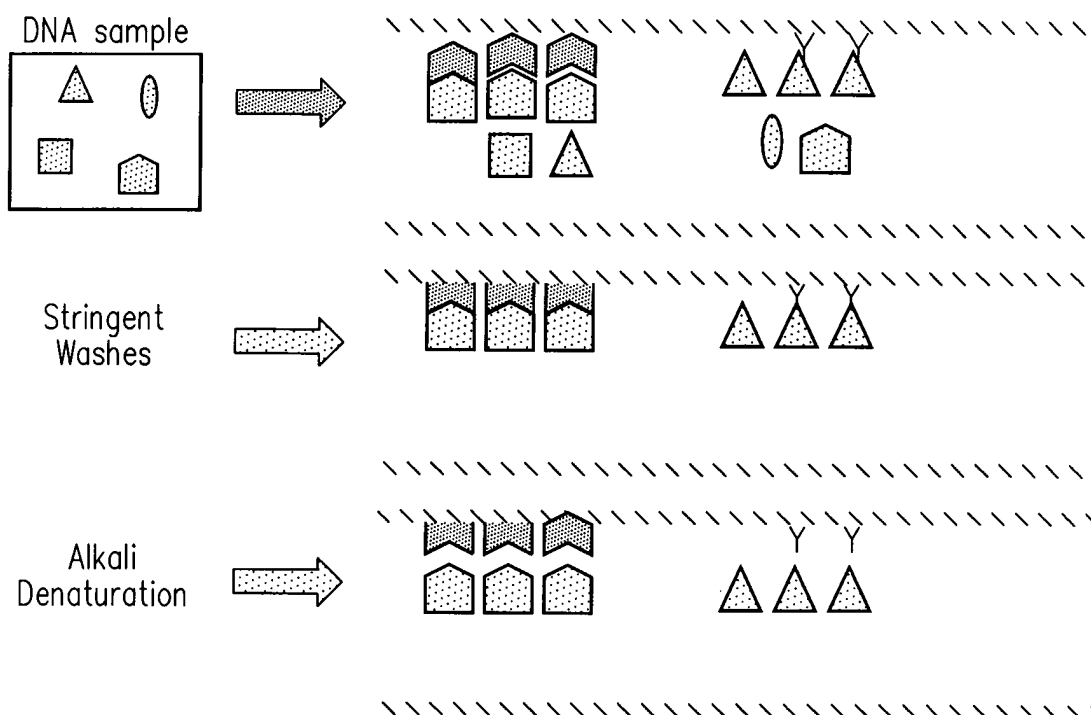 DNA sample
Stringent
Washes
Alkali
Denaturation